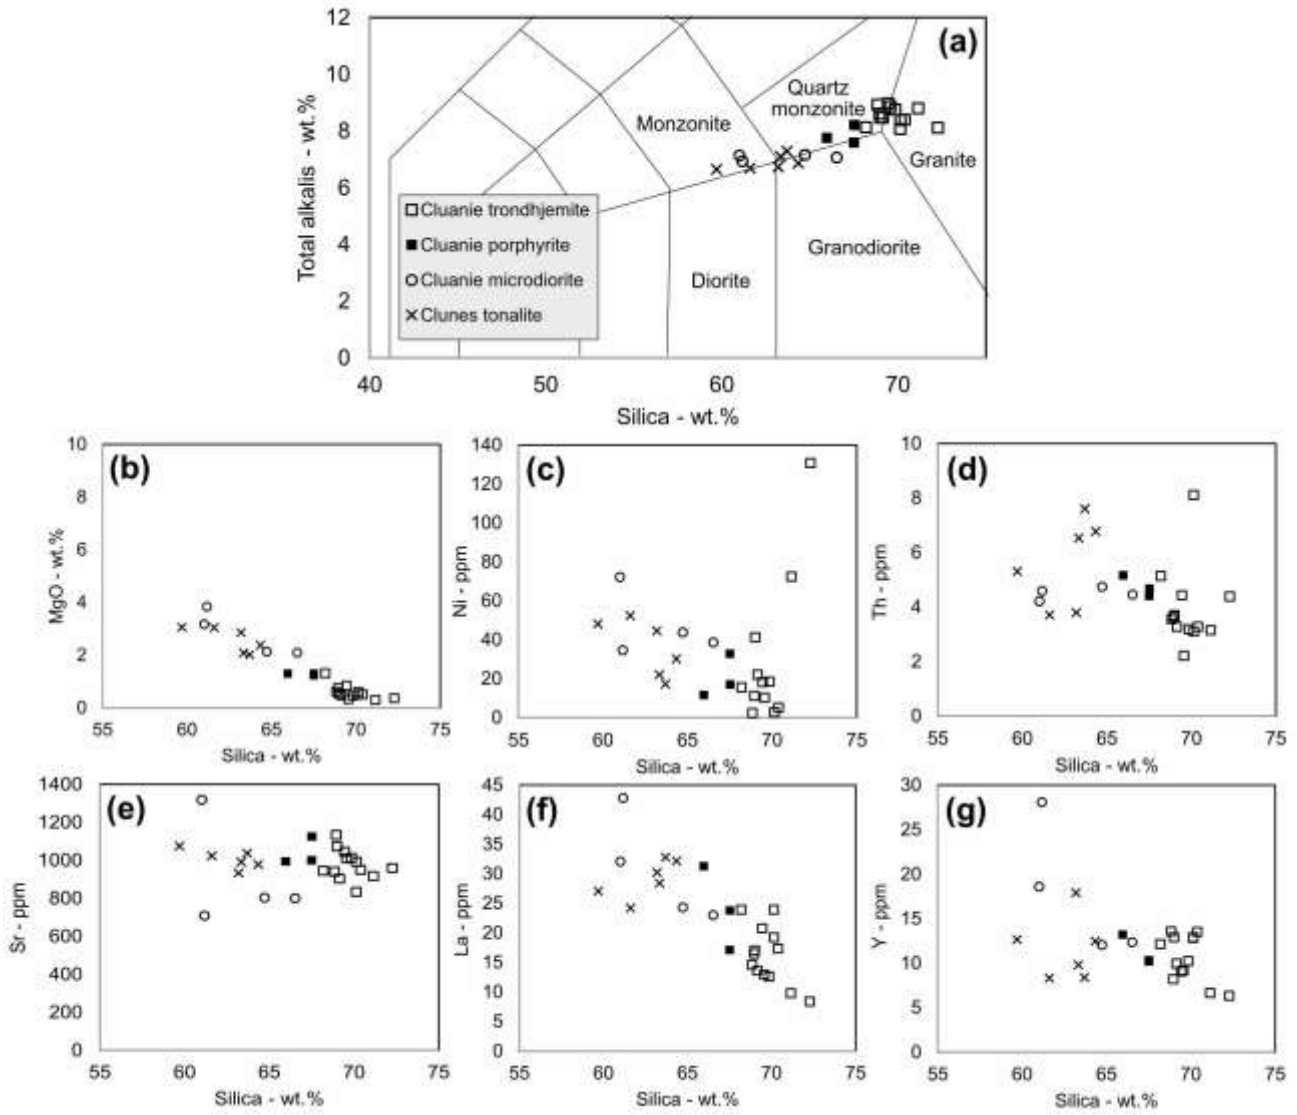 (a)
12
10
8
6
4
2
0
Total alkalis - wt.%
Quartz
monzonite
Monzonite
Granite
Granodiorite
Diorite
Cluanie trondhjemite
Cluanie porphyrite
Cluanie microdiorite
Clunes tonalite
40 50 60 70
Silica - wt.%
(b)
10
8
6
4
2
0
MgO - wt.%
55 60 65 70 75
Silica - wt.%
(c)
140
120
100
80
60
40
20
0
Ni - ppm
55 60 65 70 75
Silica - wt.%
(d)
10
8
6
4
2
0
Th - ppm
55 60 65 70 75
Silica - wt.%
(e)
1400
1200
1000
800
600
400
200
0
Sr - ppm
55 60 65 70 75
Silica - wt.%
(f)
45
40
35
30
25
20
15
10
5
0
La - ppm
55 60 65 70 75
Silica - wt.%
(g)
30
25
20
15
10
5
0
Y - ppm
55 60 65 70 75
Silica - wt.%